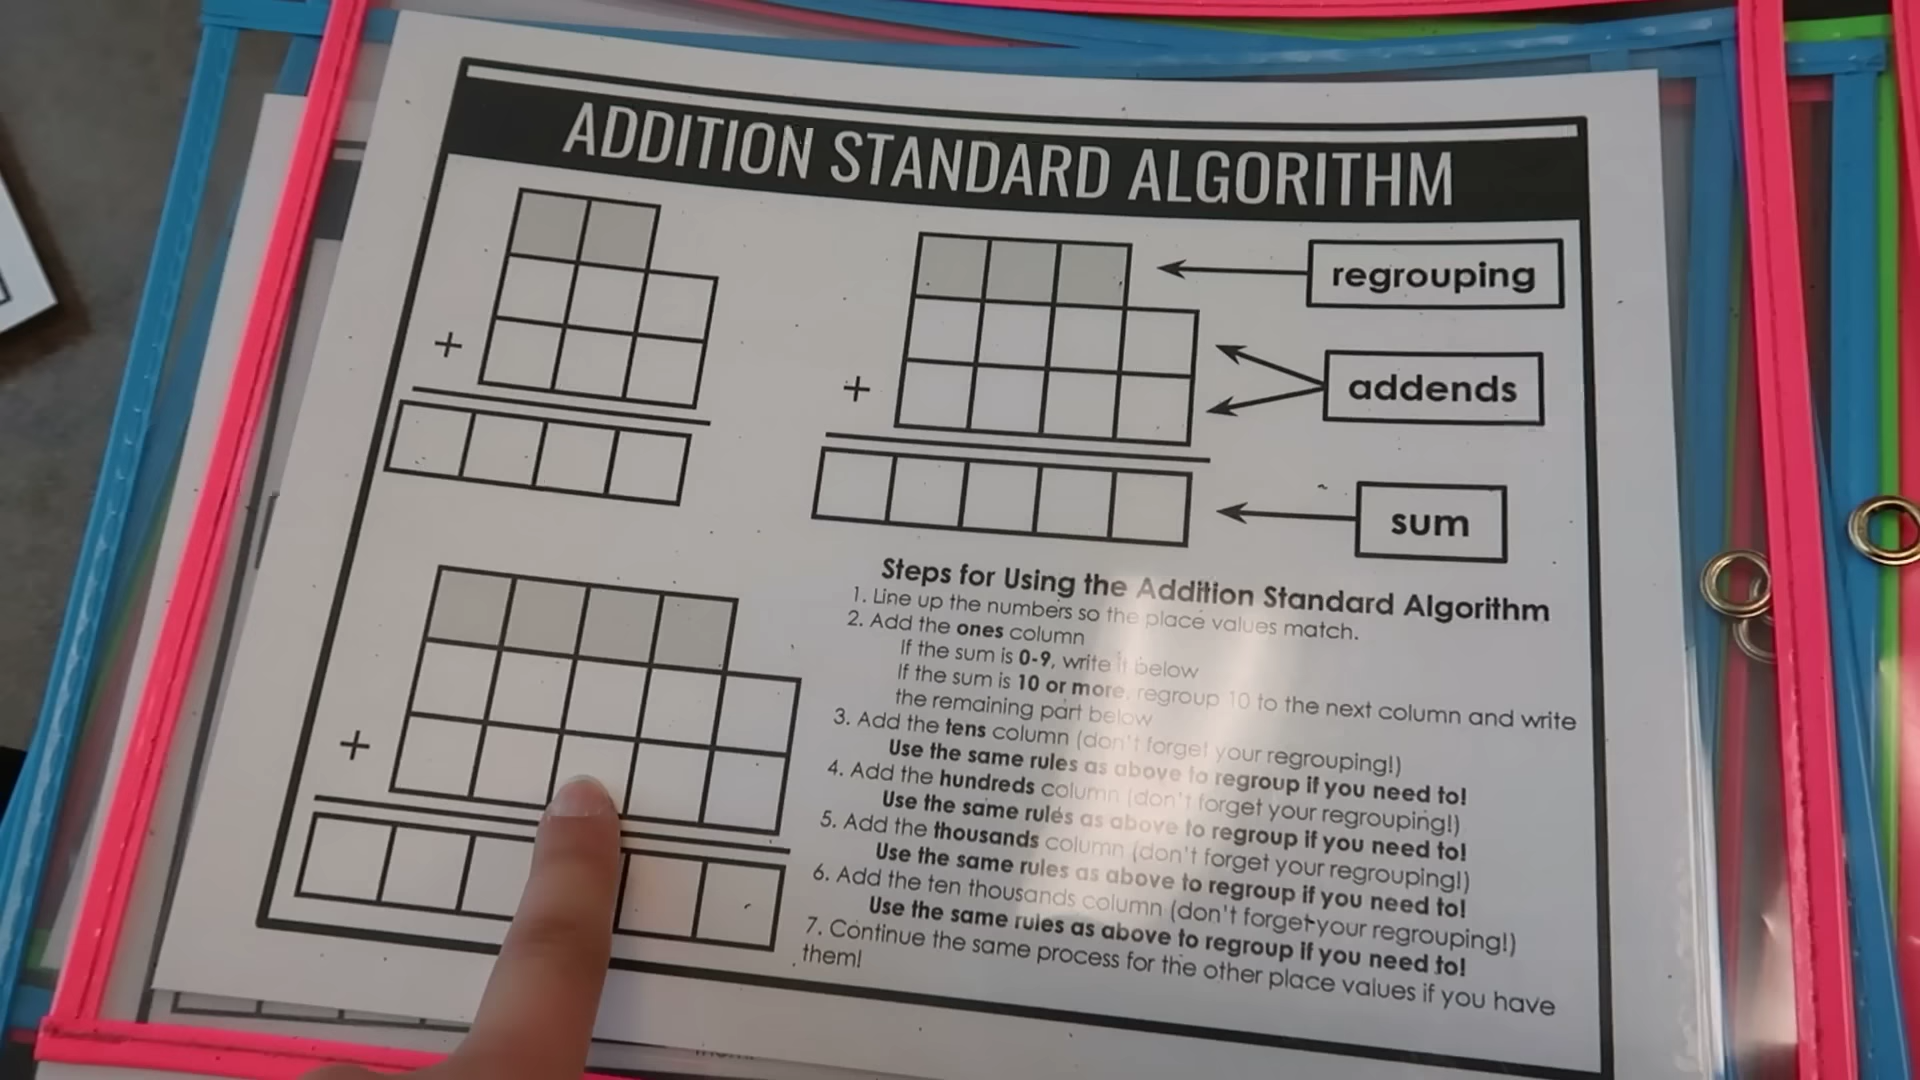 ADDITION STANDARD ALGORITHM
regrouping
+
+
addends
sum
+
Steps for Using the Addition Standard Algorithm
1. Line up the numbers so the place values match.
2. Add the ones column
If the sum is 0-9, write it below
If the sum is 10 or more, regroup 10 to the next column and write
the remaining part below
3. Add the tens column (don't forget your regrouping!)
Use the same rules as above to regroup if you need to!
4. Add the hundreds column (don't forget your regrouping!)
Use the same rules as above to regroup if you need to!
5. Add the thousands column (don't forget your regrouping!)
Use the same rules as above to regroup if you need to!
6. Add the ten thousands column (don't forget your regrouping!)
Use the same rules as above to regroup if you need to!
7. Continue the same process for the other place values if you have
them!